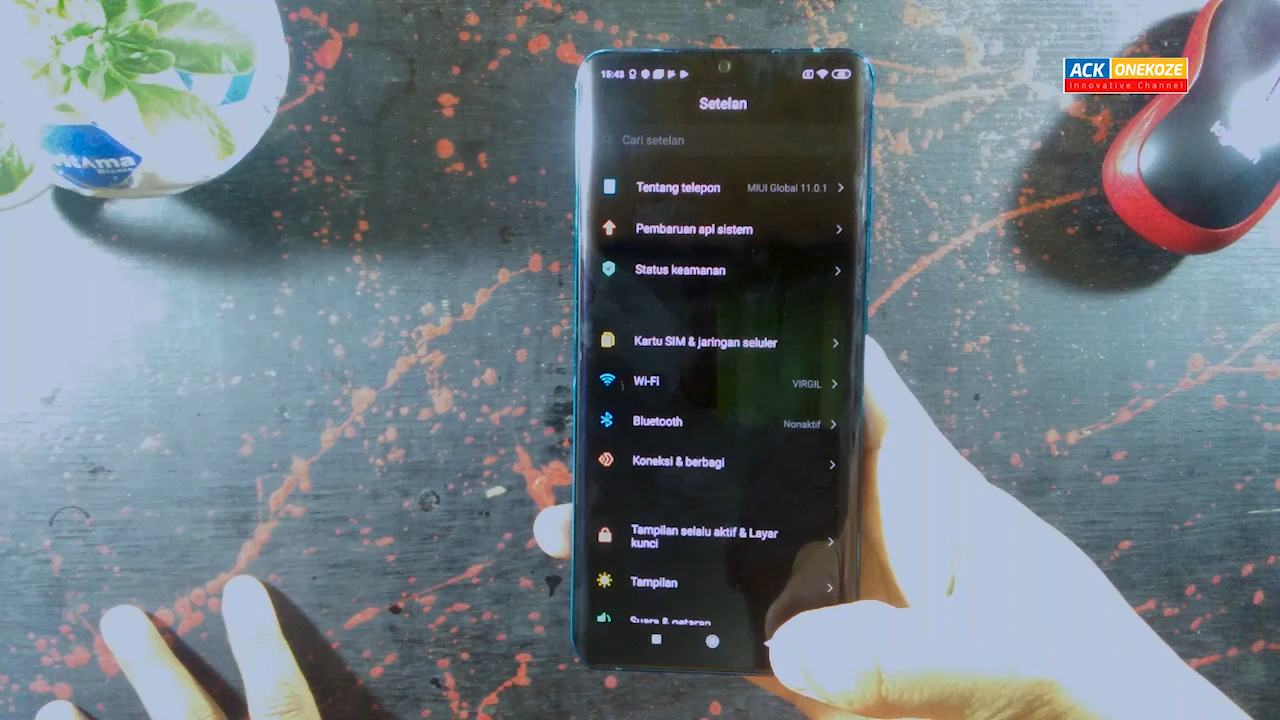 ACK ONEKOZE
Innovative Channel
15:43
Setelan
Cari setelan
Tentang telepon MIUI Global 11.0.1
Pembaruan apl sistem
Status keamanan
Kartu SIM & jaringan seluler
Wi-Fi VIRGIL
Bluetooth Nonaktif
Koneksi & berbagi
Tampilan selalu aktif & Layar
kunci
Tampilan
Suara & getaran